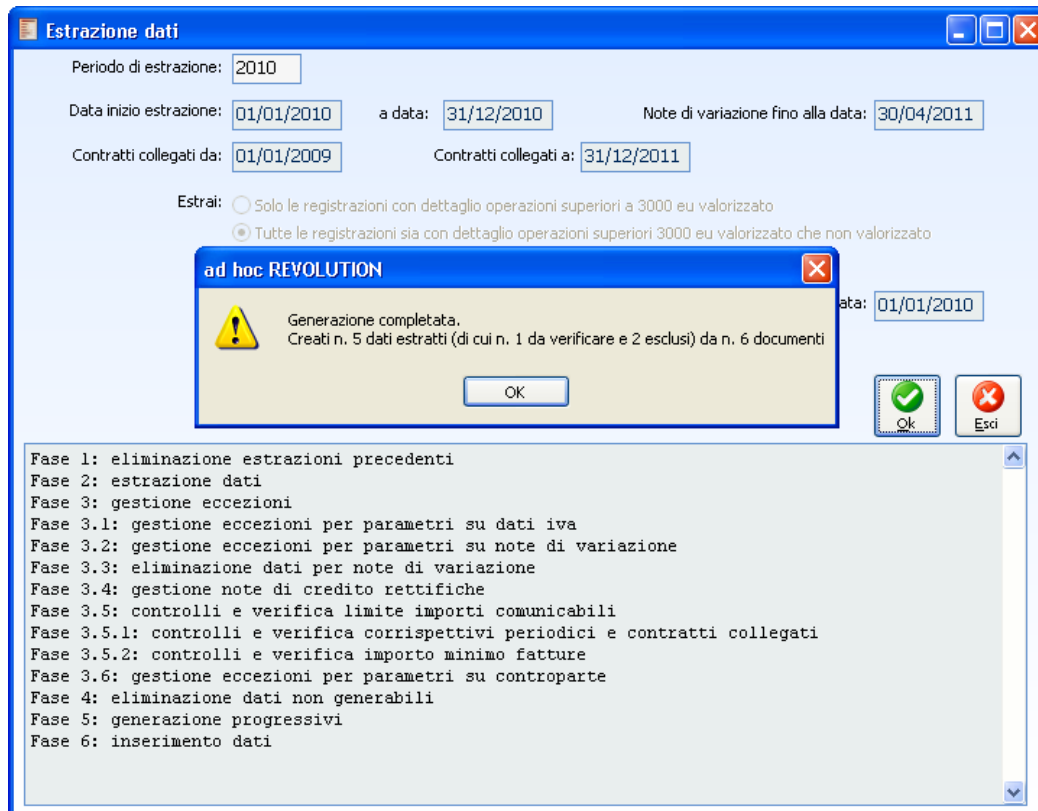 Estrazione dati
Periodo di estrazione: 2010
Data inizio estrazione: 01/01/2010 a data: 31/12/2010 Note di variazione fino alla data: 30/04/2011
Contratti collegati da: 01/01/2009 Contratti collegati a: 31/12/2011
Estrai: Solo le registrazioni con dettaglio operazioni superiori a 3000 eu valorizzato
Tutte le registrazioni sia con dettaglio operazioni superiori 3000 eu valorizzato che non valorizzato
ad hoc REVOLUTION
ata: 01/01/2010
Generazione completata.
Creati n. 5 dati estratti (di cui n. 1 da verificare e 2 esclusi) da n. 6 documenti
OK
Ok Esci
Fase 1: eliminazione estrazioni precedenti
Fase 2: estrazione dati
Fase 3: gestione eccezioni
Fase 3.1: gestione eccezioni per parametri su dati iva
Fase 3.2: gestione eccezioni per parametri su note di variazione
Fase 3.3: eliminazione dati per note di variazione
Fase 3.4: gestione note di credito rettifiche
Fase 3.5: controlli e verifica limite importi comunicabili
Fase 3.5.1: controlli e verifica corrispettivi periodici e contratti collegati
Fase 3.5.2: controlli e verifica importo minimo fatture
Fase 3.6: gestione eccezioni per parametri su controparte
Fase 4: eliminazione dati non generabili
Fase 5: generazione progressivi
Fase 6: inserimento dati